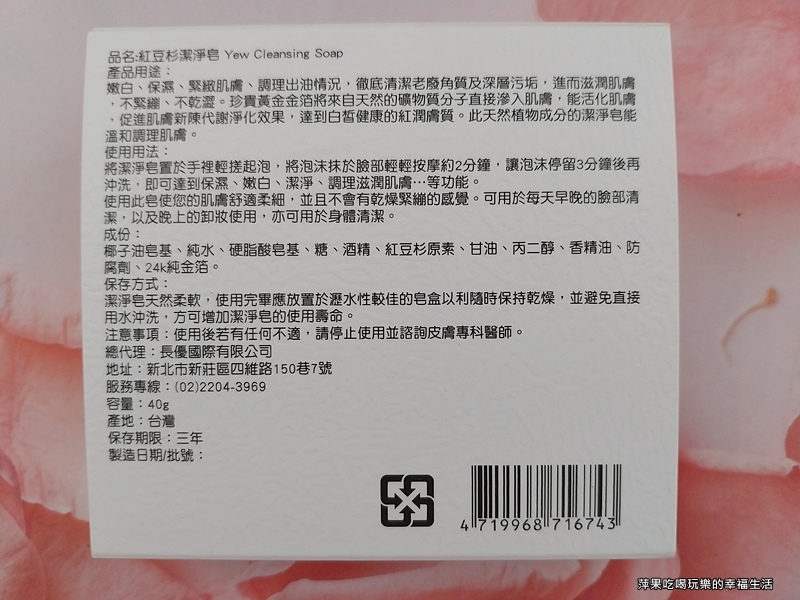 品名:紅豆杉潔淨皂 Yew Cleansing Soap
產品用途：
嫩白、保濕、緊緻肌膚、調理出油情況，徹底清潔老廢角質及深層污垢，進而滋潤肌膚
，不緊繃、不乾澀。珍貴黃金金箔將來自天然的礦物質分子直接滲入肌膚，能活化肌膚
，促進肌膚新陳代謝淨化效果，達到白皙健康的紅潤膚質。此天然植物成分的潔淨皂能
溫和調理肌膚。
使用用法：
將潔淨皂置於手裡輕搓起泡，將泡沫抹於臉部輕輕按摩約2分鐘，讓泡沫停留3分鐘後再
沖洗，即可達到保濕、嫩白、潔淨、調理滋潤肌膚…等功能。
使用此皂使您的肌膚舒適柔細，並且不會有乾燥緊繃的感覺。可用於每天早晚的臉部清
潔，以及晚上的卸妝使用，亦可用於身體清潔。
成份：
椰子油皂基、純水、硬脂酸皂基、糖、酒精、紅豆杉原素、甘油、丙二醇、香精油、防
腐劑、24k純金箔。
保存方式：
潔淨皂天然柔軟，使用完畢應放置於瀝水性較佳的皂盒以利隨時保持乾燥，並避免直接
用水沖洗，方可增加潔淨皂的使用壽命。
注意事項：使用後若有任何不適，請停止使用並諮詢皮膚專科醫師。
總代理：長優國際有限公司
地址：新北市新莊區四維路150巷7號
服務專線：(02)2204-3969
容量：40g
產地：台灣
保存期限：三年
製造日期/批號：
4 719968 716743
萍果吃喝玩樂的幸福生活